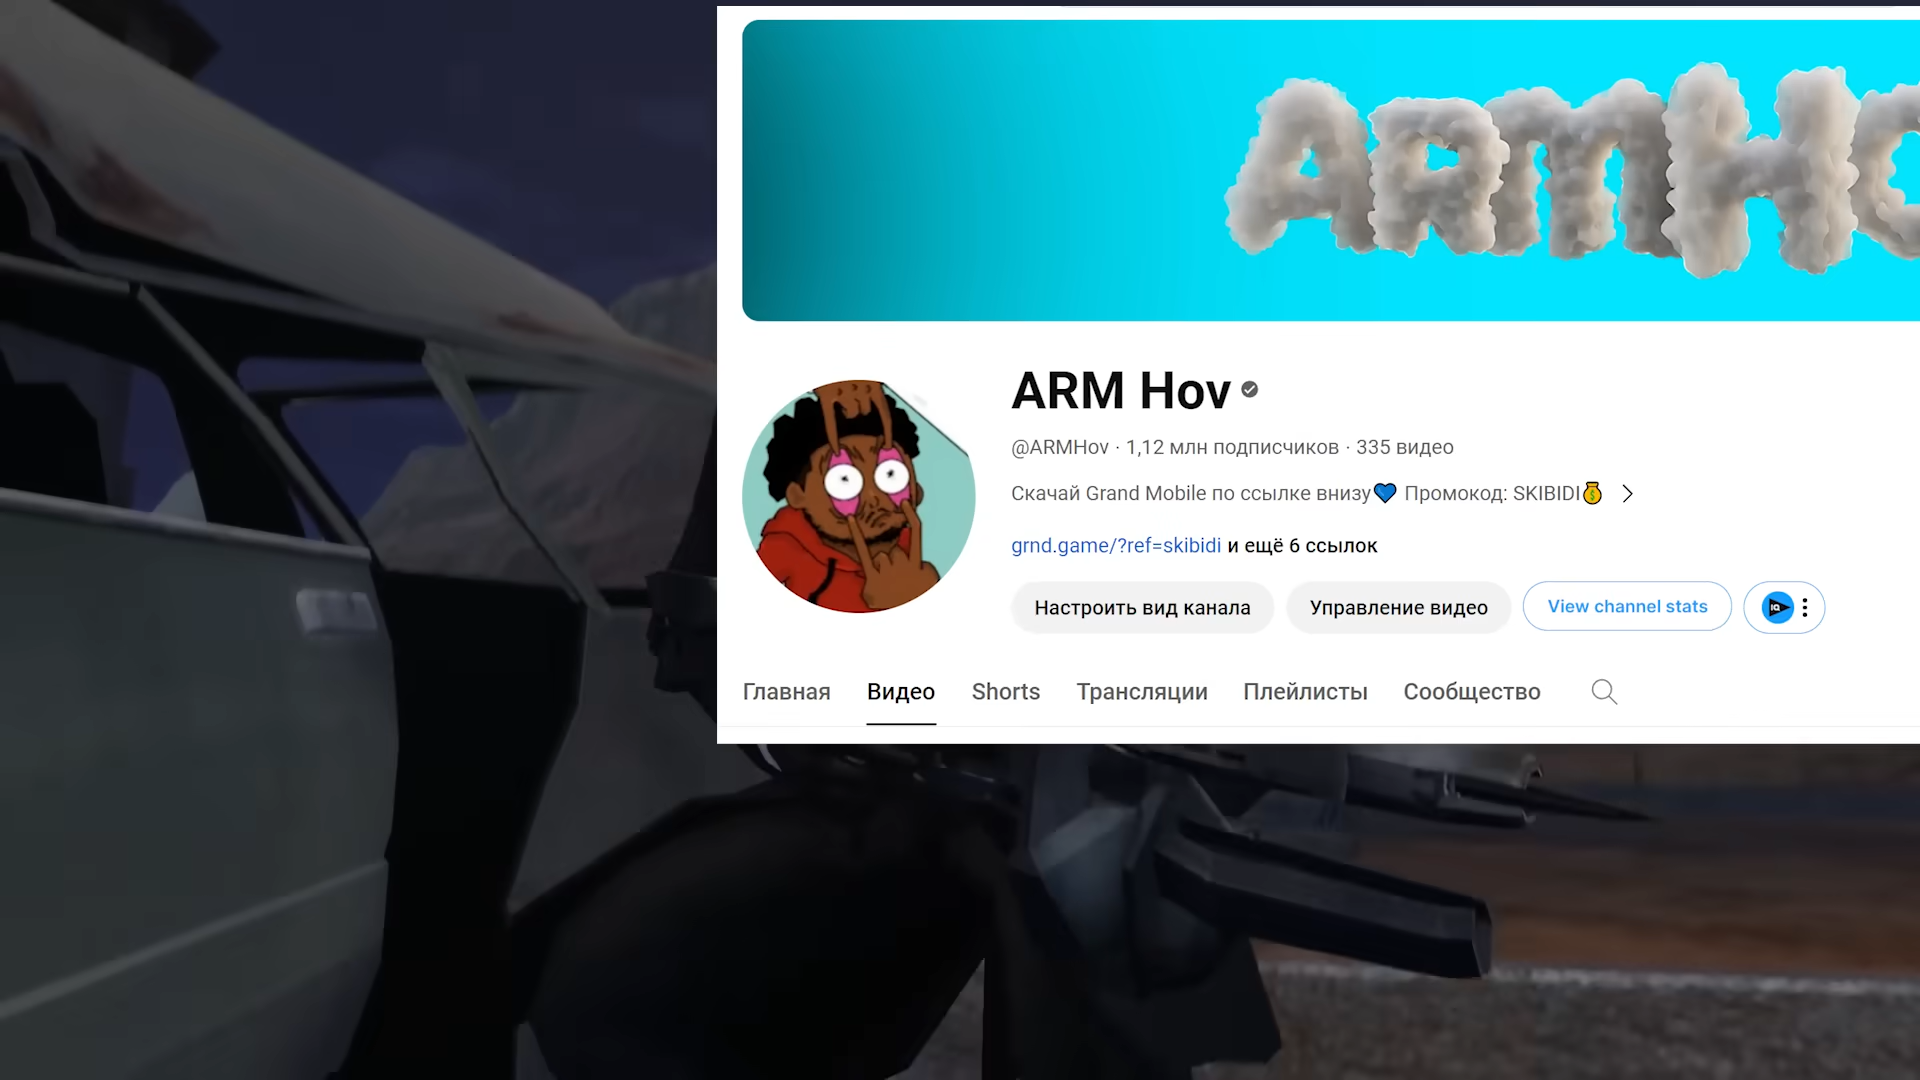 ARMHO
ARM Hov
@ARMHov · 1,12 млн подписчиков · 335 видео
Скачай Grand Mobile по ссылке внизу💙 Промокод: SKIBIDI💰
grnd.game/?ref=skibidi и ещё 6 ссылок
Настроить вид канала Управление видео View channel stats IQ
Главная Видео Shorts Трансляции Плейлисты Сообщество